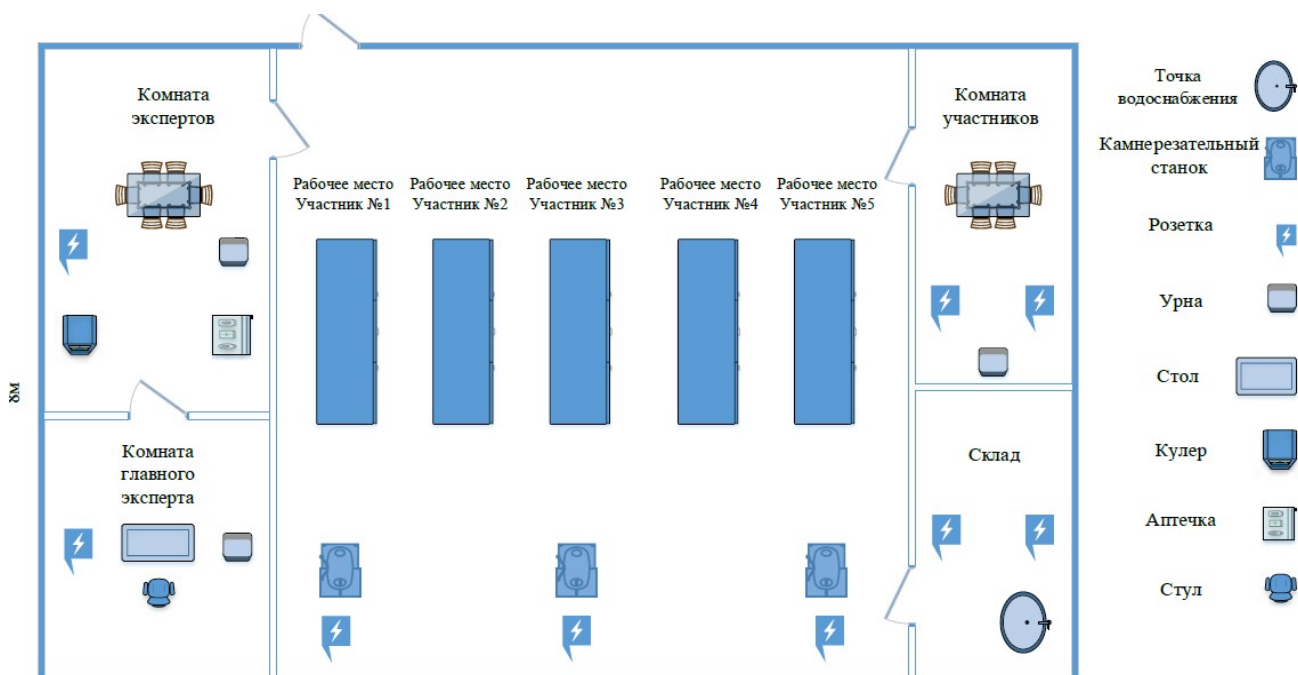 Комната
экспертов
Комната
участников
Рабочее место
Участник №1
Рабочее место
Участник №2
Рабочее место
Участник №3
Рабочее место
Участник №4
Рабочее место
Участник №5
8м
Комната
главного
эксперта
Склад
Точка
водоснабжения
Камнерезательный
станок
Розетка
Урна
Стол
Кулер
Аптечка
Стул